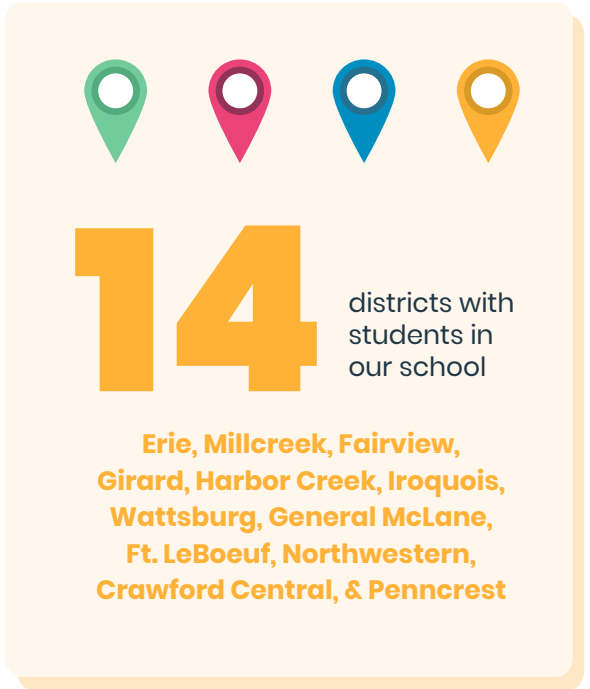 14
districts with
students in
our school
Erie, Millcreek, Fairview,
Girard, Harbor Creek, Iroquois,
Wattsburg, General McLane,
Ft. LeBoeuf, Northwestern,
Crawford Central, & Penncrest